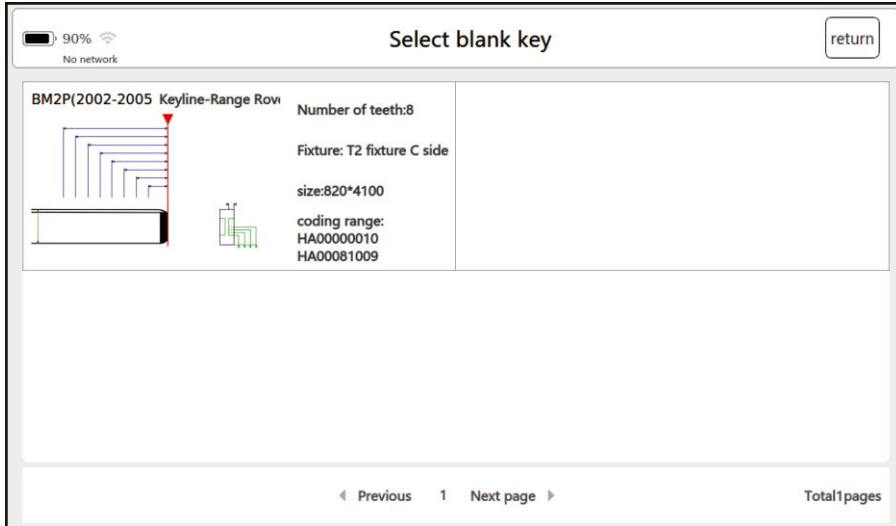 90%
No network
Select blank key
return
BM2P(2002-2005 Keyline-Range Rov
Number of teeth:8
Fixture: T2 fixture C side
size:820*4100
coding range:
HA00000010
HA00081009
Previous 1 Next page
Total1pages